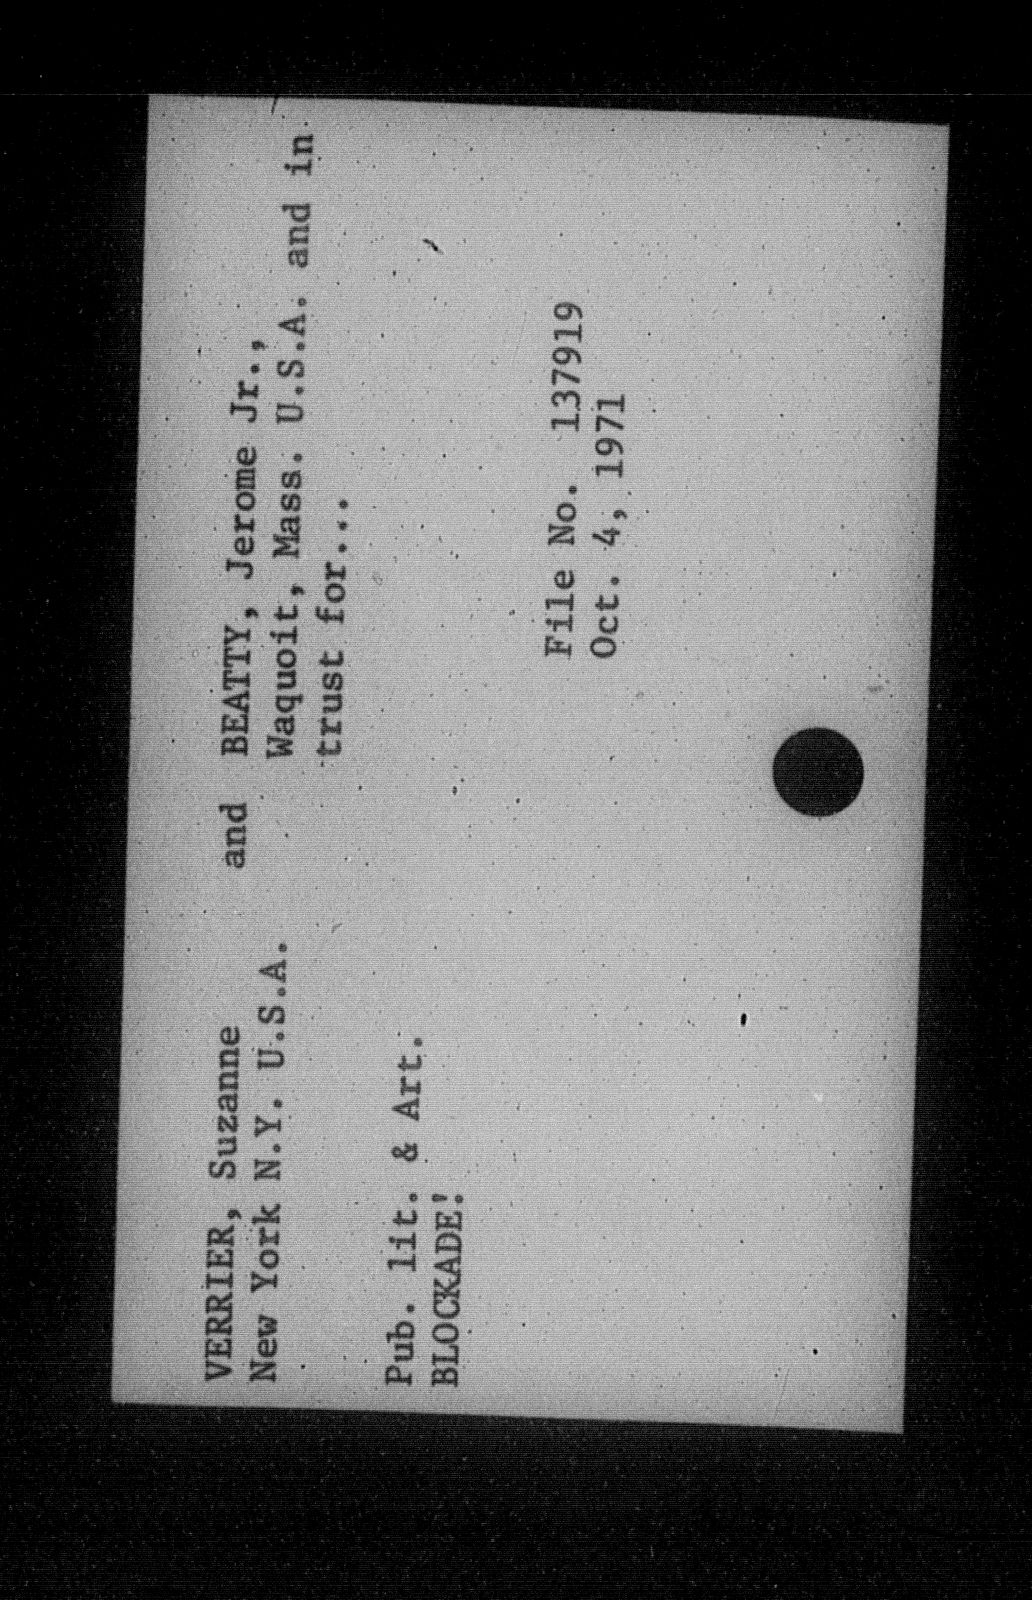 VERRIER, Suzanne and BEATTY, Jerome Jr.,
New York N.Y. U.S.A. Waquoit, Mass. U.S.A. and in
trust for...
Pub. lit. & Art.
BLOCKADE!
File No. 137919
Oct. 4, 1971